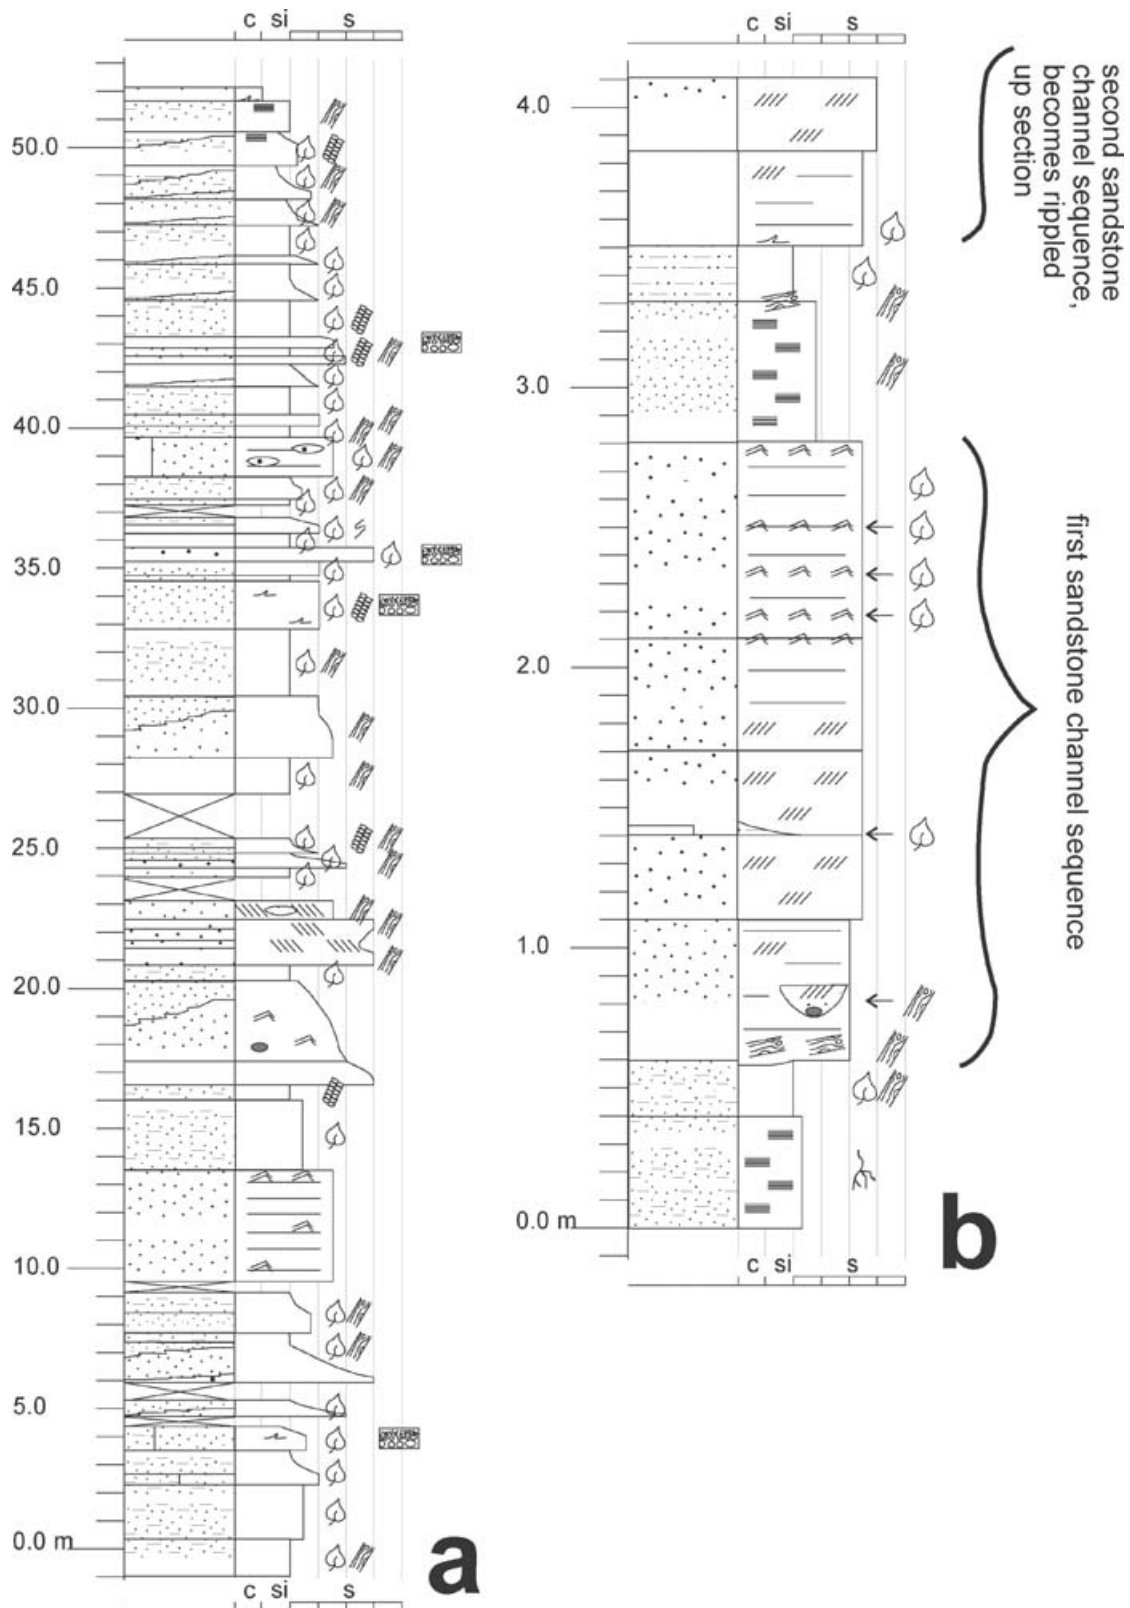 c si s
50.0
45.0
40.0
35.0
30.0
25.0
20.0
15.0
10.0
5.0
0.0 m
c si s
a
c si s
4.0
3.0
2.0
1.0
0.0 m
c si s
b
second sandstone
channel sequence,
becomes rippled
up section
first sandstone channel sequence